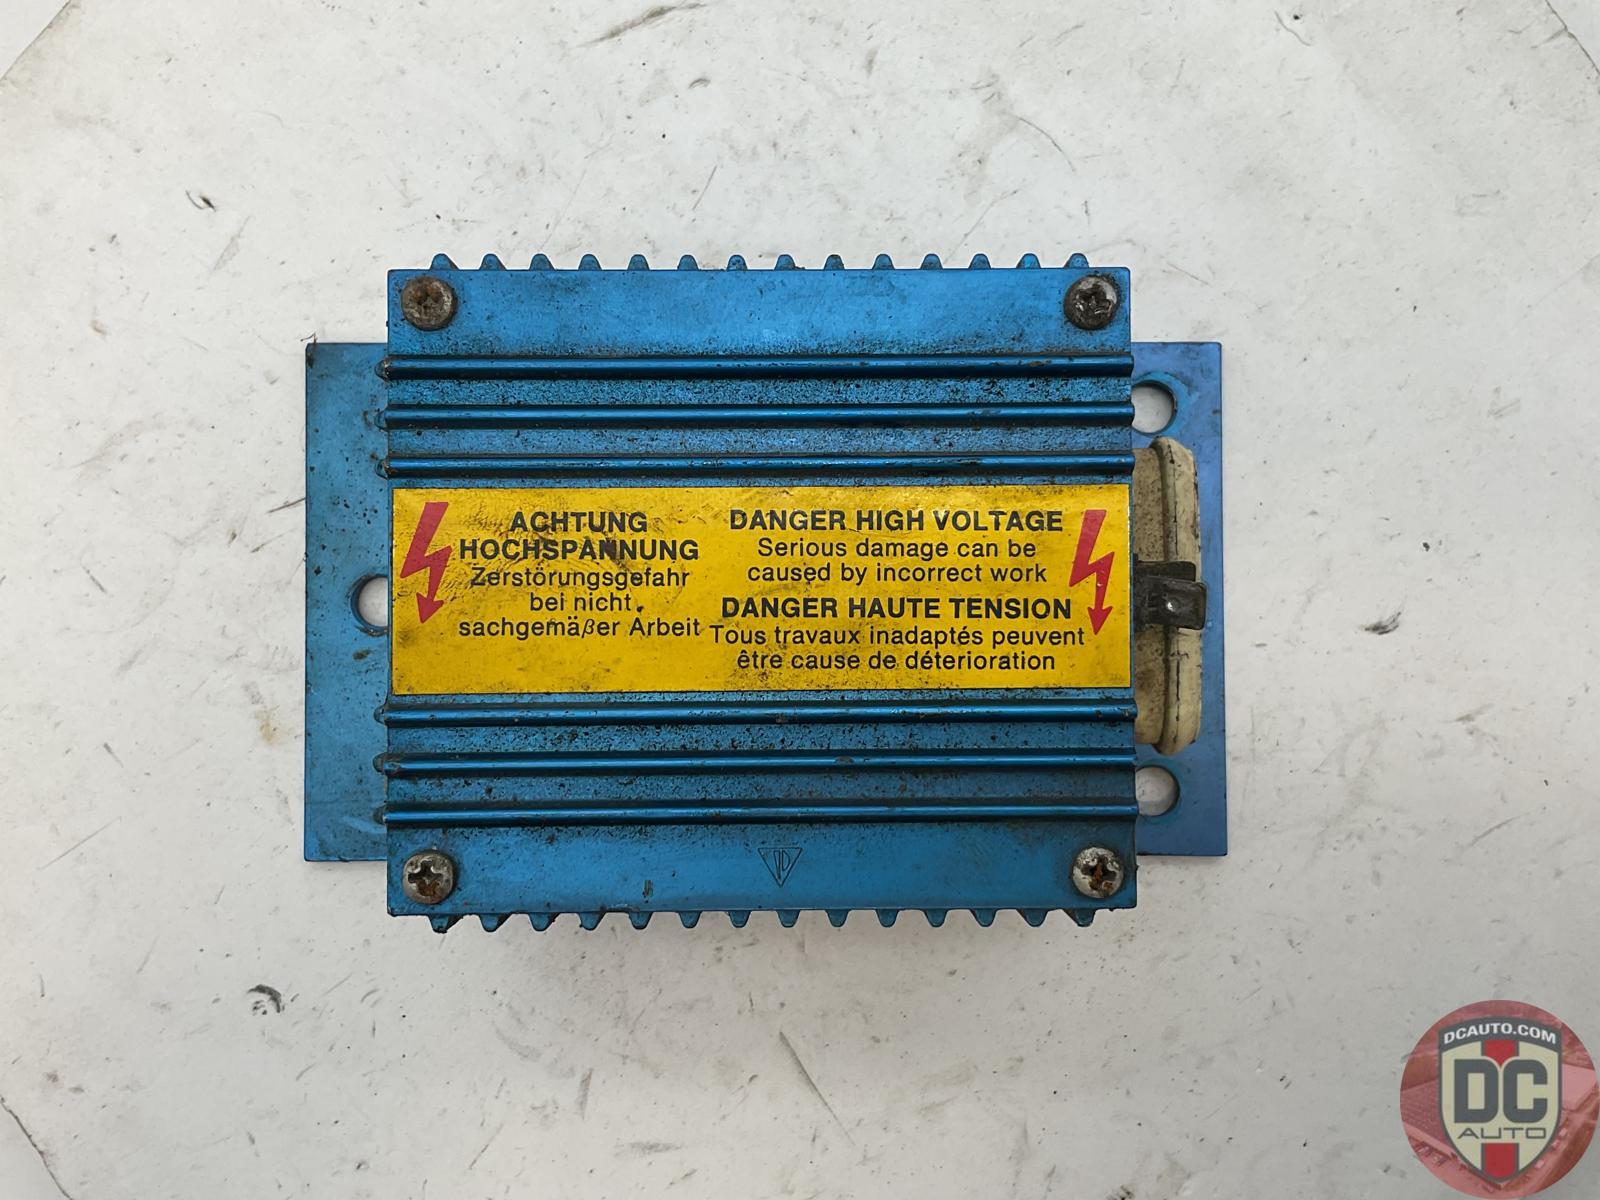 ACHTUNG
HOCHSPANNUNG
Zerstörungsgefahr
bei nicht
sachgemäßer Arbeit
DANGER HIGH VOLTAGE
Serious damage can be
caused by incorrect work
DANGER HAUTE TENSION
Tous travaux inadaptés peuvent
être cause de déterioration
DCAUTO.COM
DC
AUTO